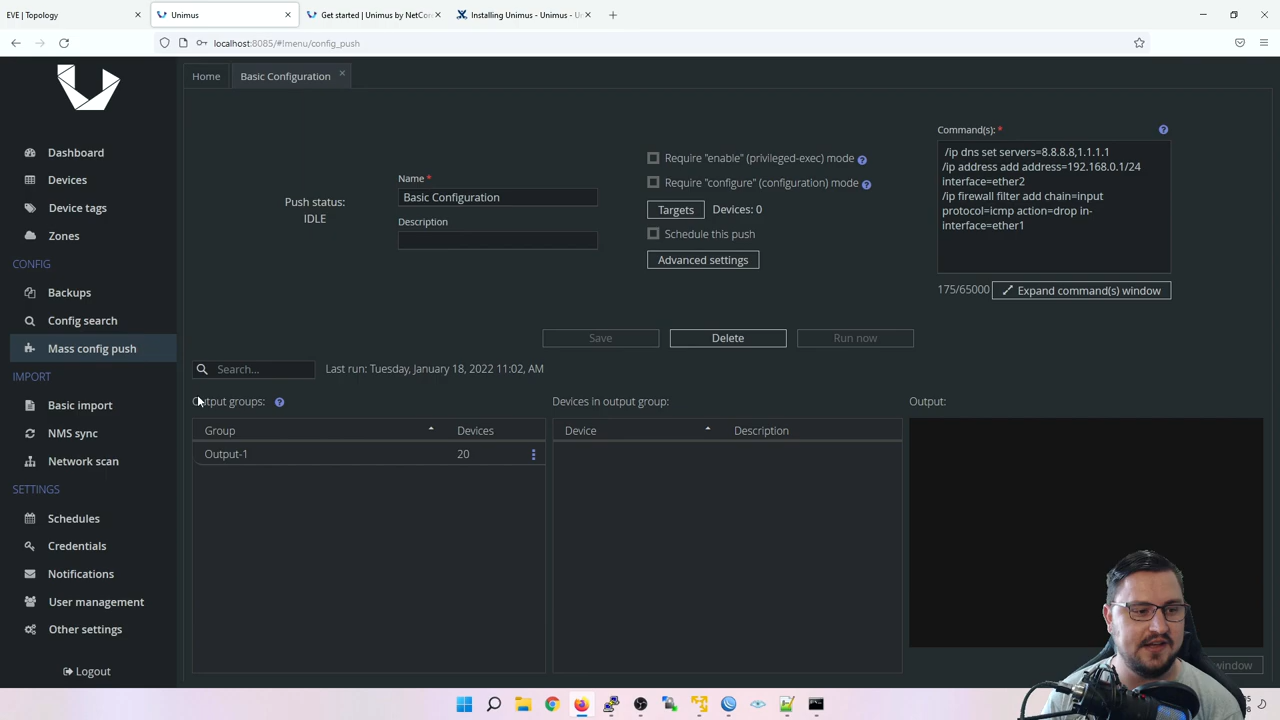 EVE | Topology
Unimus
Get started | Unimus by NetCor
Installing Unimus - Unimus - U
localhost:8085/#!menu/config_push
Home
Basic Configuration
Dashboard
Devices
Device tags
Zones
CONFIG
Backups
Config search
Mass config push
IMPORT
Basic import
NMS sync
Network scan
SETTINGS
Schedules
Credentials
Notifications
User management
Other settings
Logout
Push status:
IDLE
Name *
Basic Configuration
Description
Require "enable" (privileged-exec) mode ?
Require "configure" (configuration) mode ?
Targets Devices: 0
Schedule this push
Advanced settings
Command(s): * ?
/ip dns set servers=8.8.8.8,1.1.1.1
/ip address add address=192.168.0.1/24
interface=ether2
/ip firewall filter add chain=input
protocol=icmp action=drop in-
interface=ether1
175/65000 Expand command(s) window
Save Delete Run now
Search... Last run: Tuesday, January 18, 2022 11:02, AM
Output groups: ?
Group Devices
Output-1 20
Devices in output group:
Device Description
Output:
window